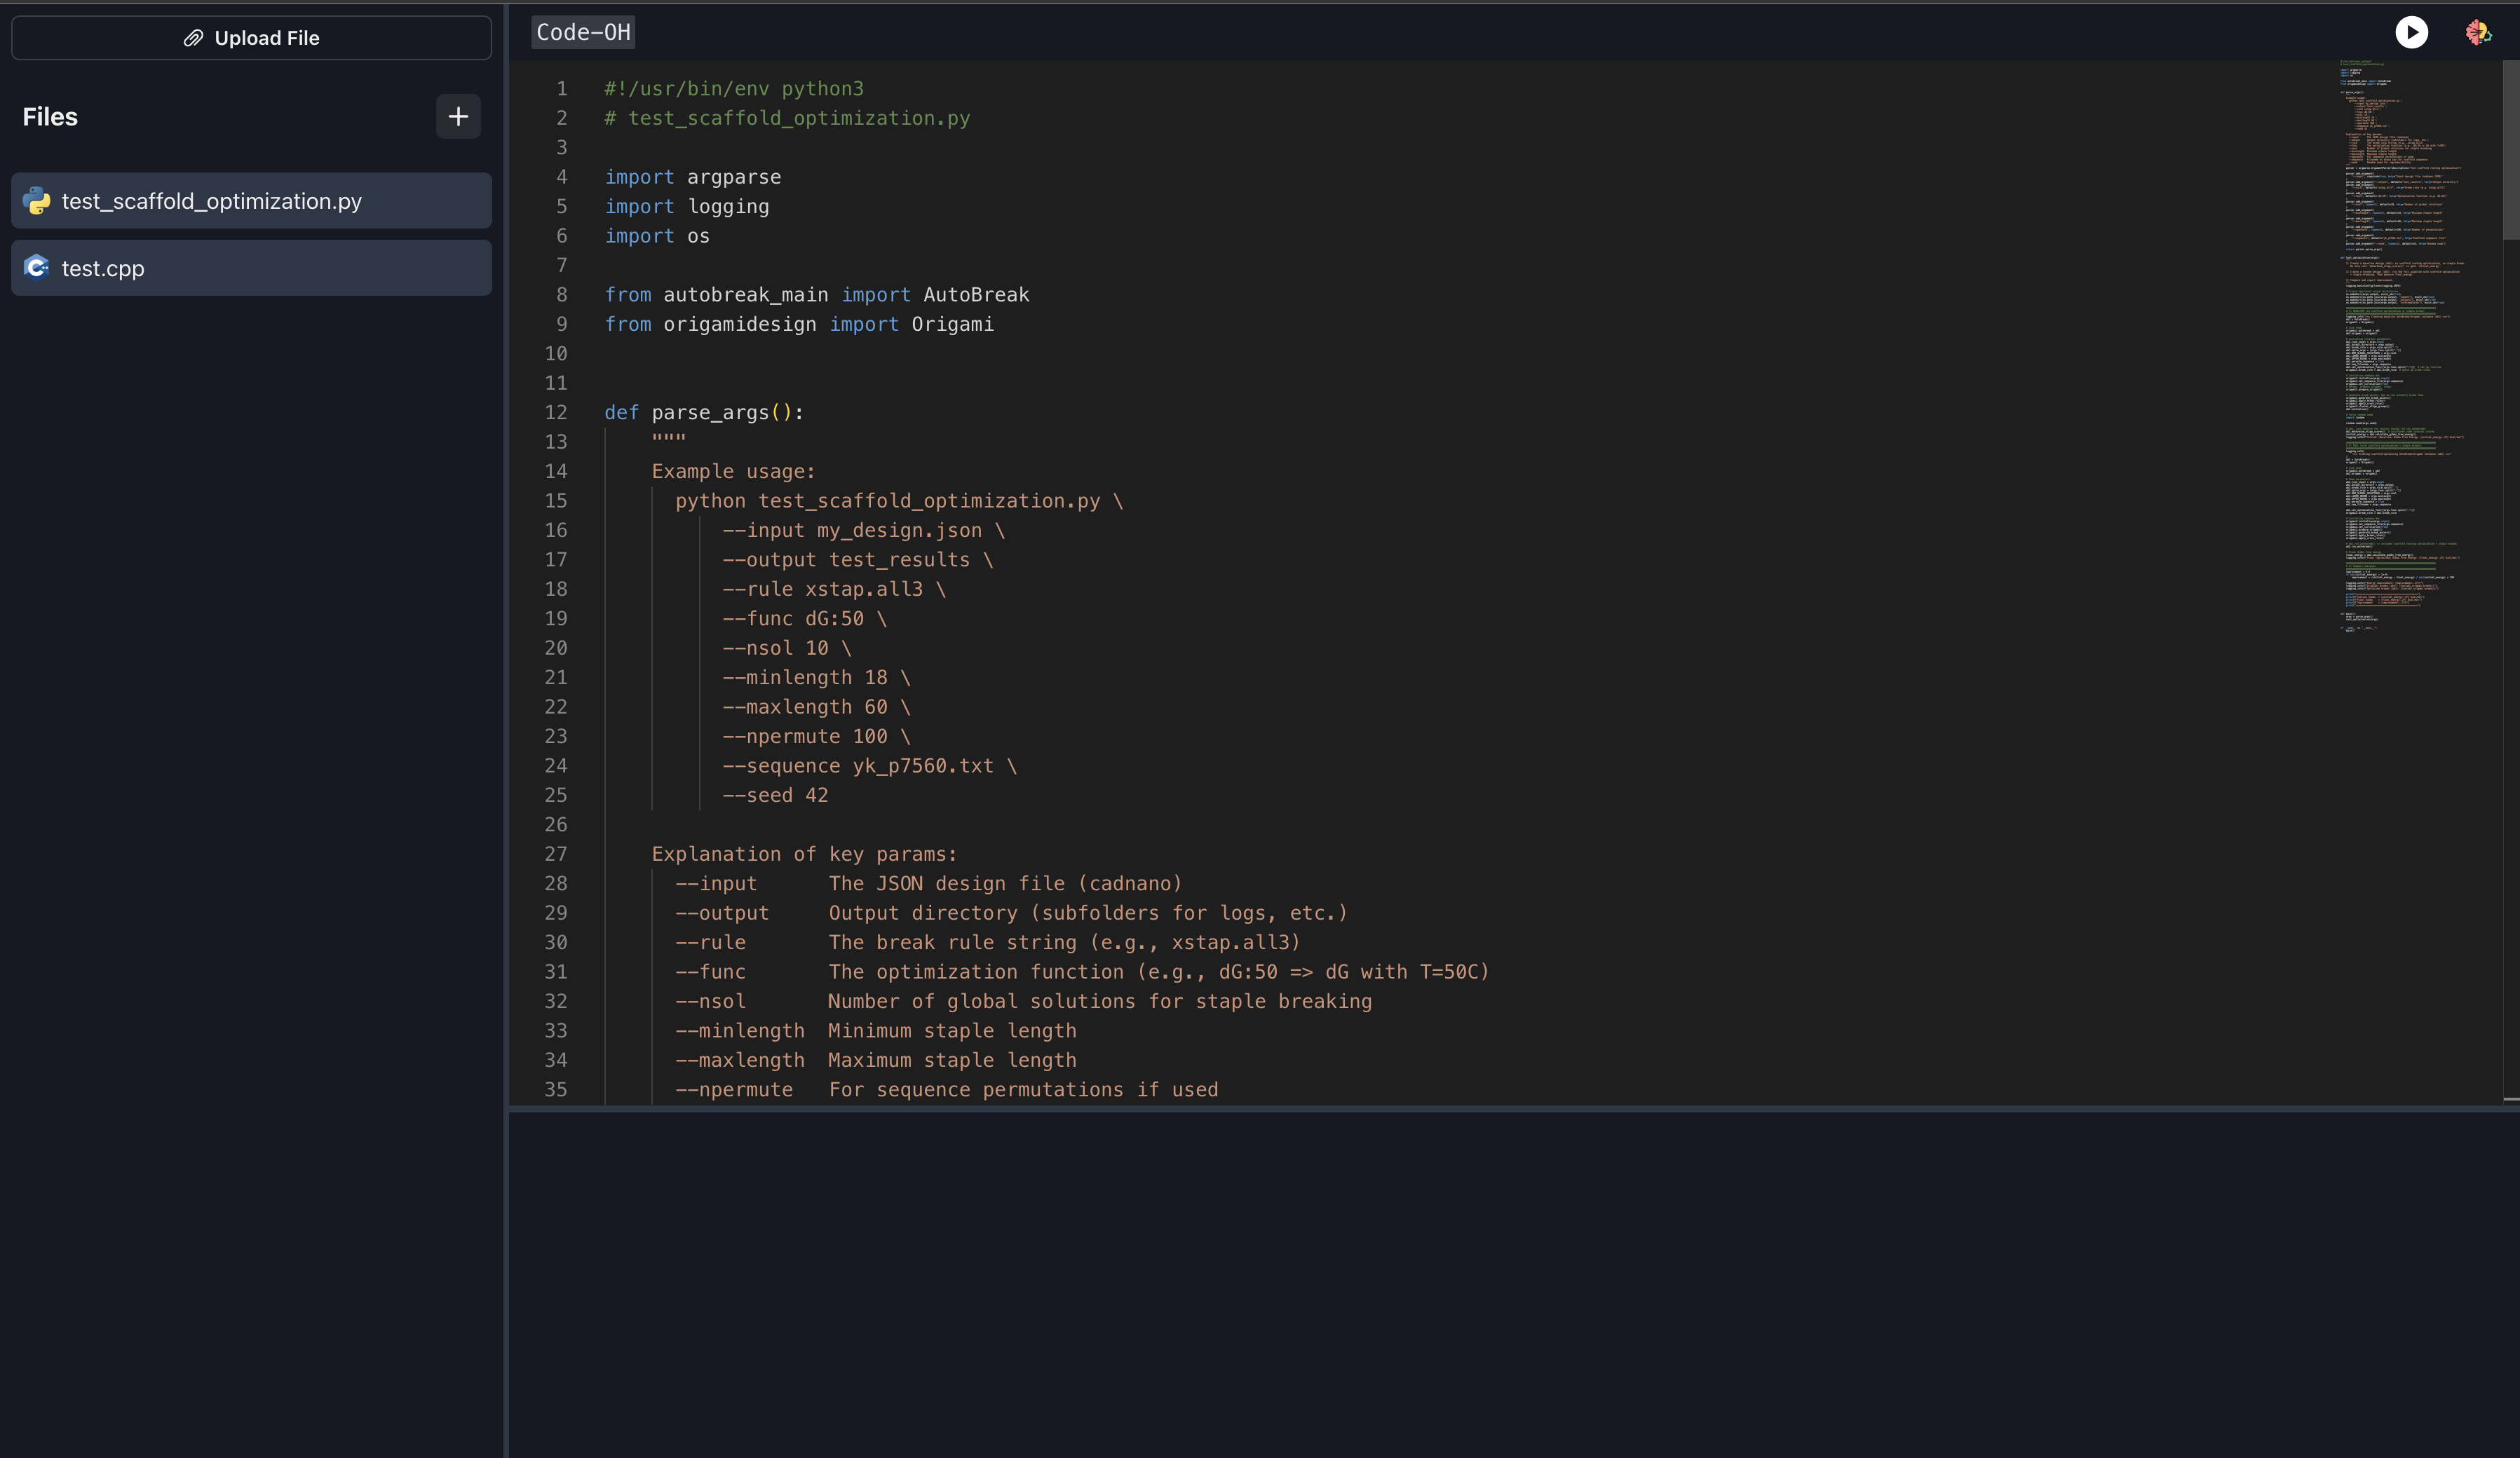 Upload File
Files
test_scaffold_optimization.py
test.cpp
Code-OH
1 #!/usr/bin/env python3
2 # test_scaffold_optimization.py
3
4 import argparse
5 import logging
6 import os
7
8 from autobreak_main import AutoBreak
9 from origamidesign import Origami
10
11
12 def parse_args():
13 """
14 Example usage:
15 python test_scaffold_optimization.py \
16 --input my_design.json \
17 --output test_results \
18 --rule xstap.all3 \
19 --func dG:50 \
20 --nsol 10 \
21 --minlength 18 \
22 --maxlength 60 \
23 --npermute 100 \
24 --sequence yk_p7560.txt \
25 --seed 42
26
27 Explanation of key params:
28 --input The JSON design file (cadnano)
29 --output Output directory (subfolders for logs, etc.)
30 --rule The break rule string (e.g., xstap.all3)
31 --func The optimization function (e.g., dG:50 => dG with T=50C)
32 --nsol Number of global solutions for staple breaking
33 --minlength Minimum staple length
34 --maxlength Maximum staple length
35 --npermute For sequence permutations if used